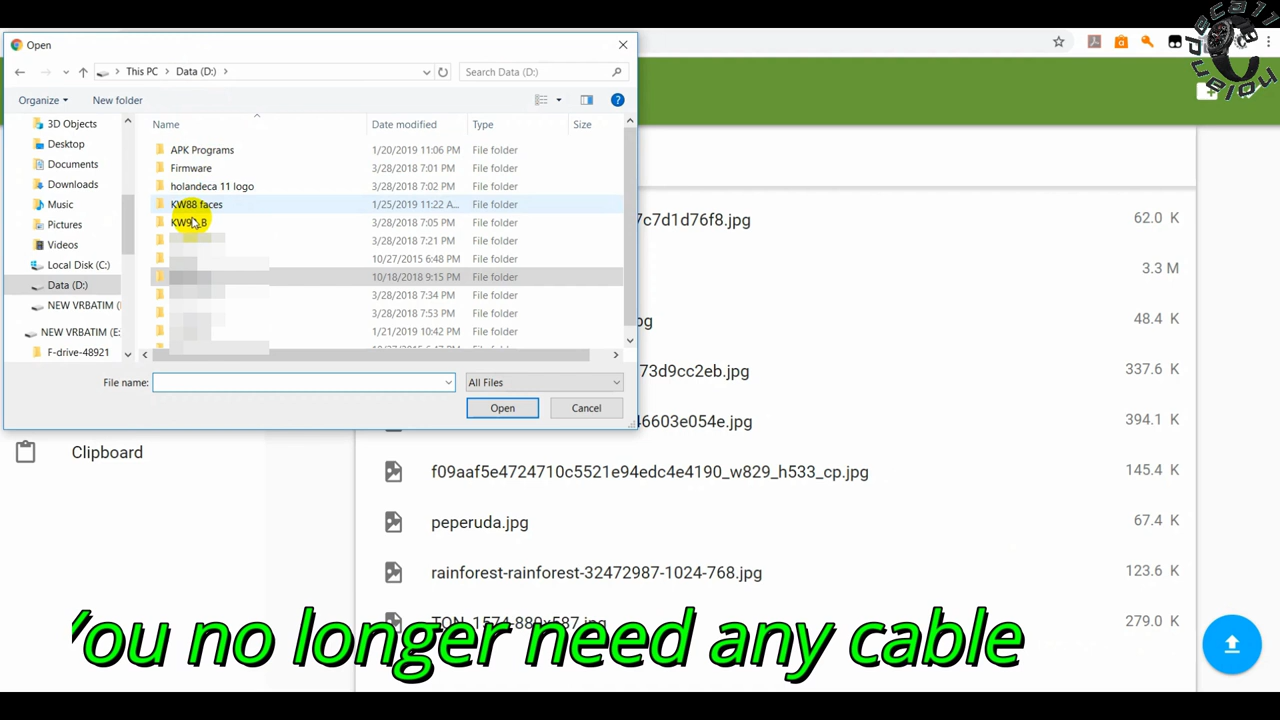 Open
This PC > Data (D:) >
Search Data (D:)
Organize
New folder
3D Objects
Desktop
Documents
Downloads
Music
Pictures
Videos
Local Disk (C:)
Data (D:)
NEW VRBATIM (
NEW VRBATIM (E:
F-drive-48921
Name Date modified Type Size
APK Programs 1/20/2019 11:06 PM File folder
Firmware 3/28/2018 7:01 PM File folder
holandeca 11 logo 3/28/2018 7:02 PM File folder
KW88 faces 1/25/2019 11:22 A... File folder
3/28/2018 7:05 PM File folder
3/28/2018 7:21 PM File folder
10/27/2015 6:48 PM File folder
10/18/2018 9:15 PM File folder
3/28/2018 7:34 PM File folder
3/28/2018 7:53 PM File folder
1/21/2019 10:42 PM File folder
File name:
All Files
Open
Cancel
7c7d1d76f8.jpg 62.0 K
3.3 M
pg 48.4 K
73d9cc2eb.jpg 337.6 K
46603e054e.jpg 394.1 K
f09aaf5e4724710c5521e94edc4e4190_w829_h533_cp.jpg 145.4 K
peperuda.jpg 67.4 K
rainforest-rainforest-32472987-1024-768.jpg 123.6 K
279.0 K
Clipboard
You no longer need any cable
holandeca11